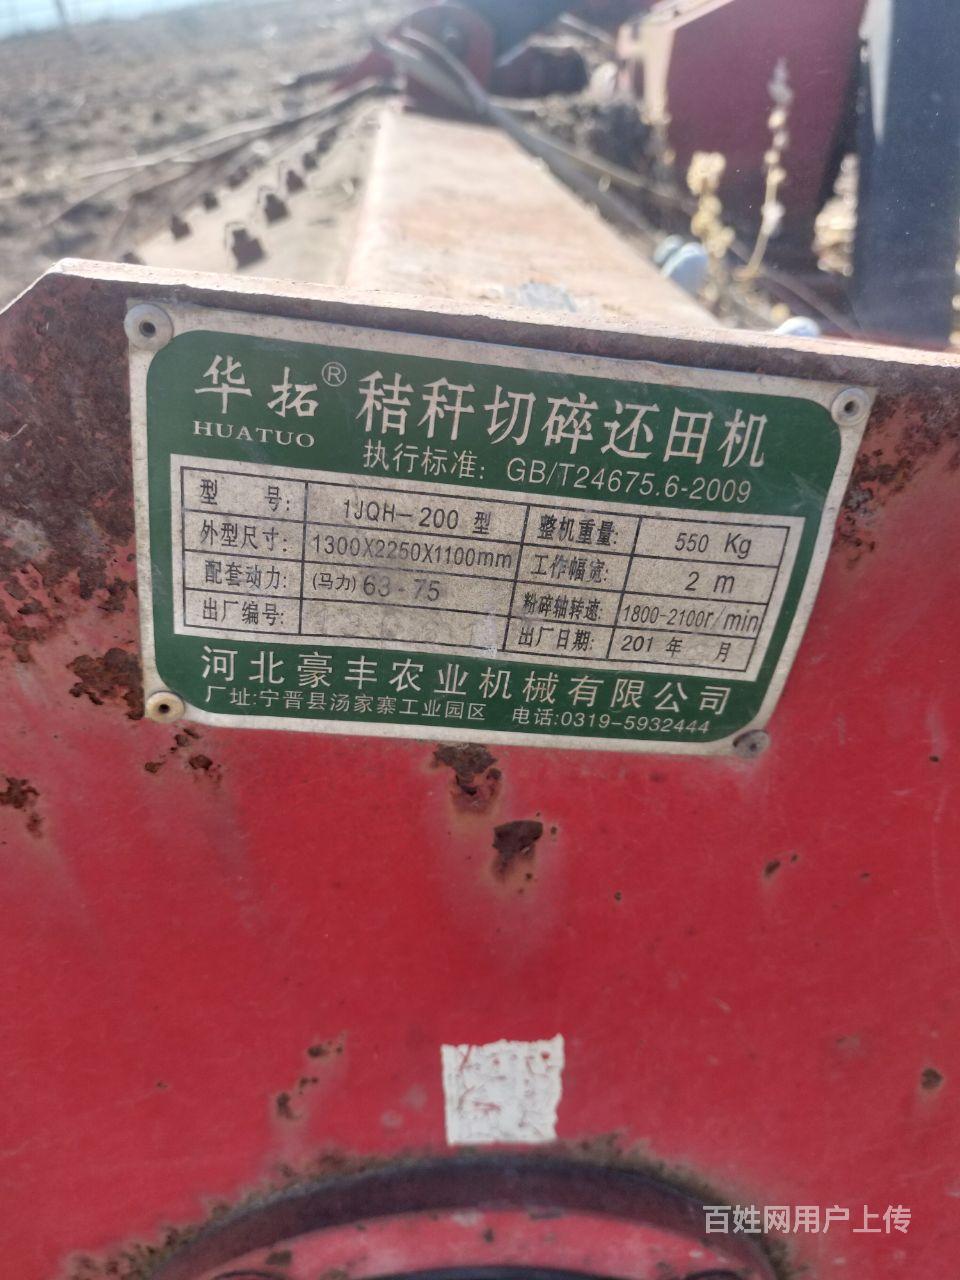 华拓® 秸秆切碎还田机
HUATUO
执行标准: GB/T24675.6-2009
型 号: 1JQH-200 型 整机重量: 550 Kg
外型尺寸: 1300X2250X1100mm 工作幅宽: 2 m
配套动力: (马力) 63-75 粉碎轴转速: 1800-2100r/min
出厂编号: 出厂日期: 201 年 月
河北豪丰农业机械有限公司
厂址:宁晋县汤家寨工业园区 电话:0319-5932444
百姓网用户上传